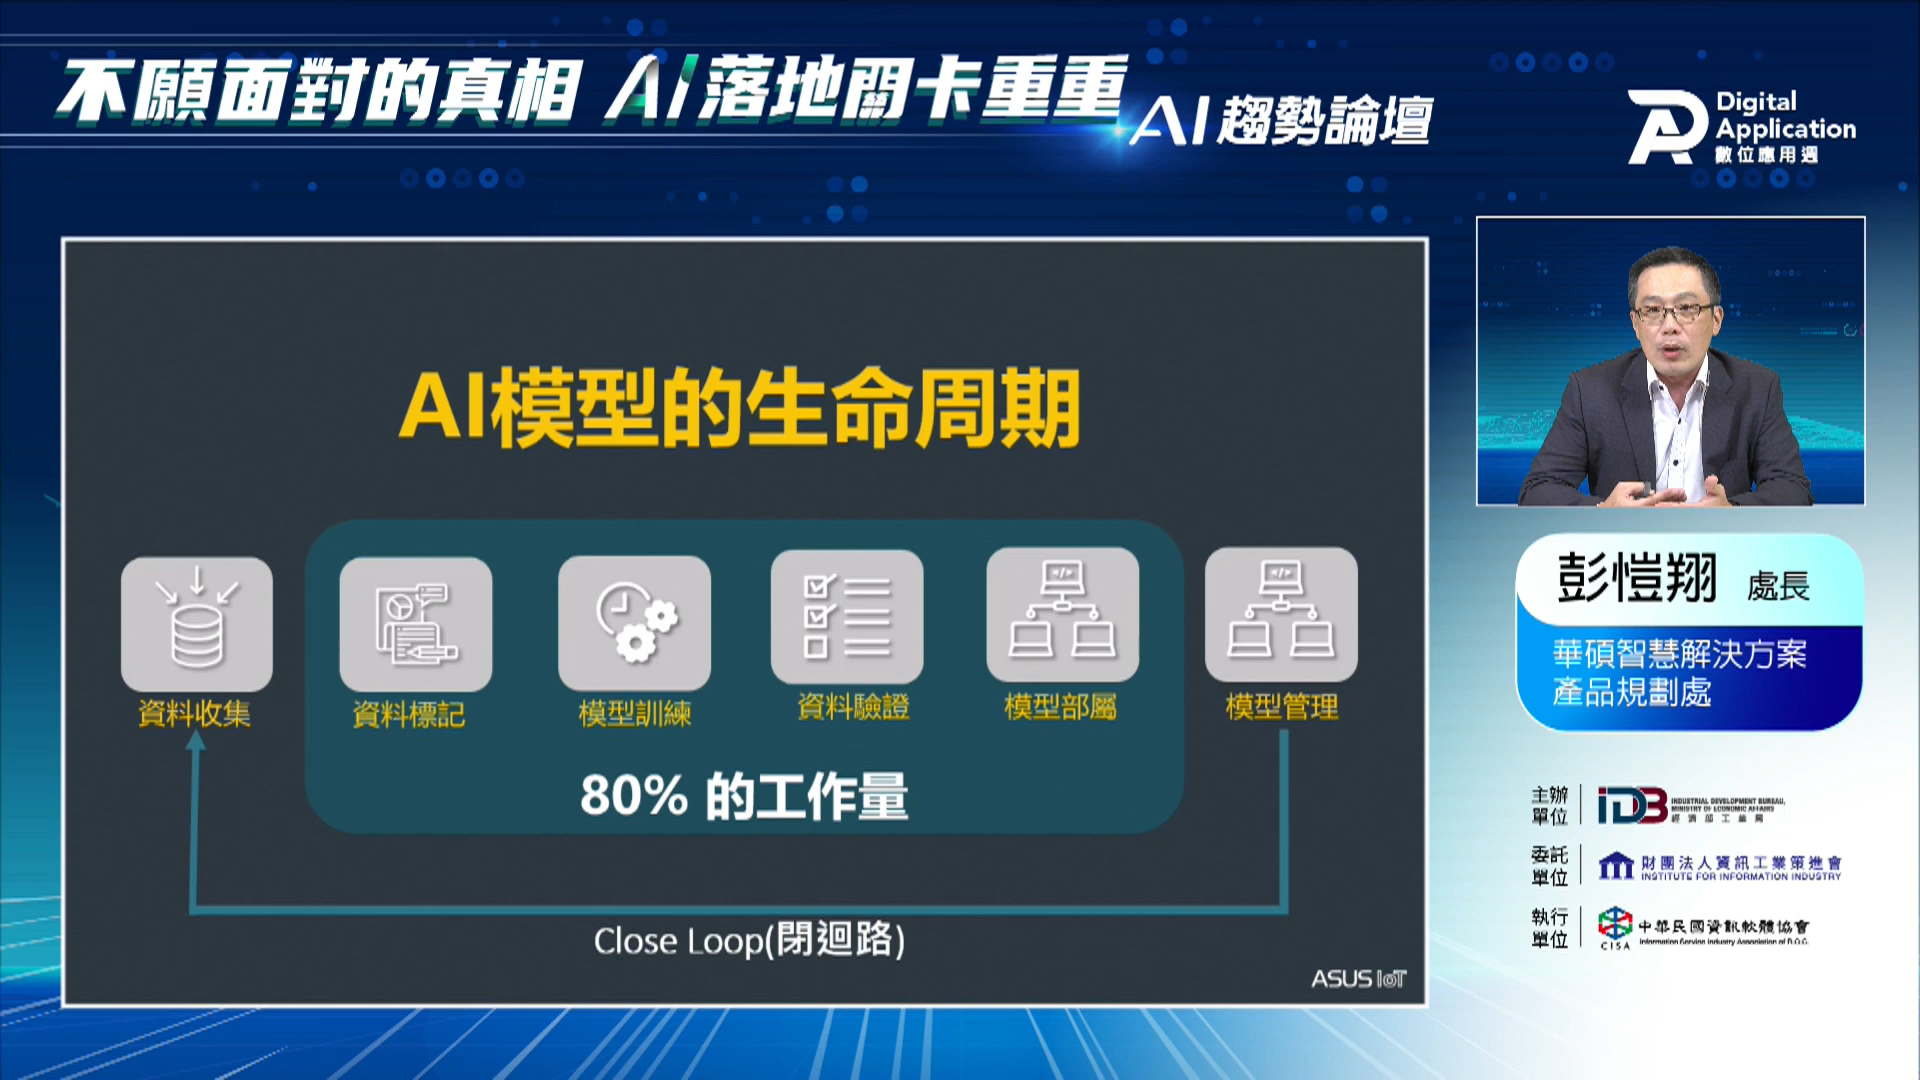 不願面對的真相 AI落地關卡重重
AI趨勢論壇
Digital
Application
數位應用週
AI模型的生命周期
資料收集
資料標記
模型訓練
資料驗證
模型部屬
模型管理
80% 的工作量
Close Loop(閉迴路)
ASUS IoT
彭愷翔 處長
華碩智慧解決方案
產品規劃處
主辦
單位
IDB
INDUSTRIAL DEVELOPMENT BUREAU,
MINISTRY OF ECONOMIC AFFAIRS
經濟部工業局
委託
單位
財團法人資訊工業策進會
INSTITUTE FOR INFORMATION INDUSTRY
執行
單位
CISA
中華民國資訊軟體協會
Information Service Industry Association of R.O.C.